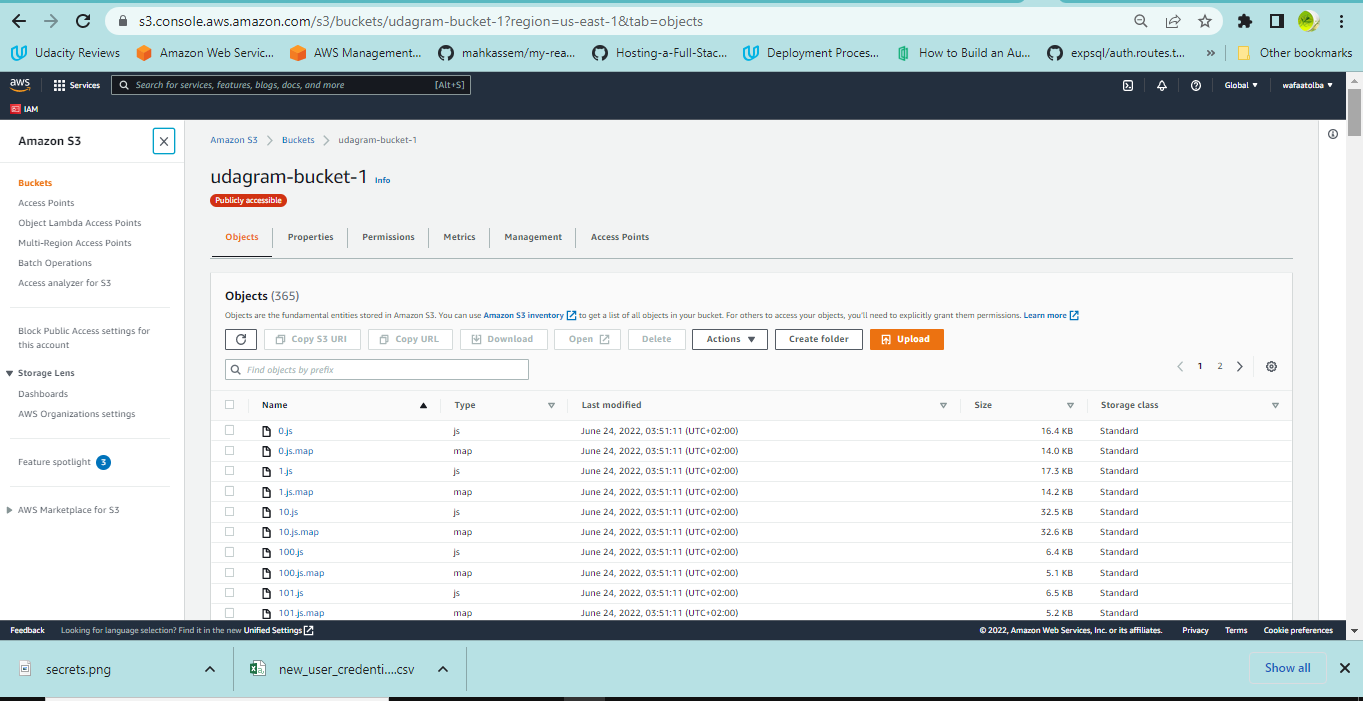 s3.console.aws.amazon.com/s3/buckets/udagram-bucket-1?region=us-east-1&tab=objects
Udacity Reviews Amazon Web Servic... AWS Management... mahkassem/my-rea... Hosting-a-Full-Stac... Deployment Proces... How to Build an Au... expsql/auth.routes.t... » Other bookmarks
aws Services Search for services, features, blogs, docs, and more [Alt+S] Global ▼ wafaatolba ▼
IAM
Amazon S3
Buckets
Access Points
Object Lambda Access Points
Multi-Region Access Points
Batch Operations
Access analyzer for S3
Block Public Access settings for
this account
Storage Lens
Dashboards
AWS Organizations settings
Feature spotlight 3
AWS Marketplace for S3
Amazon S3 > Buckets > udagram-bucket-1
udagram-bucket-1 Info
Publicly accessible
Objects Properties Permissions Metrics Management Access Points
Objects (365)
Objects are the fundamental entities stored in Amazon S3. You can use Amazon S3 inventory to get a list of all objects in your bucket. For others to access your objects, you'll need to explicitly grant them permissions. Learn more
Copy S3 URI Copy URL Download Open Delete Actions ▼ Create folder Upload
Find objects by prefix < 1 2 >
Name ▲ Type ▽ Last modified ▽ Size ▽ Storage class ▽
0.js js June 24, 2022, 03:51:11 (UTC+02:00) 16.4 KB Standard
0.js.map map June 24, 2022, 03:51:11 (UTC+02:00) 14.0 KB Standard
1.js js June 24, 2022, 03:51:11 (UTC+02:00) 17.3 KB Standard
1.js.map map June 24, 2022, 03:51:11 (UTC+02:00) 14.2 KB Standard
10.js js June 24, 2022, 03:51:11 (UTC+02:00) 32.5 KB Standard
10.js.map map June 24, 2022, 03:51:11 (UTC+02:00) 32.6 KB Standard
100.js js June 24, 2022, 03:51:11 (UTC+02:00) 6.4 KB Standard
100.js.map map June 24, 2022, 03:51:11 (UTC+02:00) 5.1 KB Standard
101.js js June 24, 2022, 03:51:11 (UTC+02:00) 6.5 KB Standard
101.js.map map June 24, 2022, 03:51:11 (UTC+02:00) 5.2 KB Standard
Feedback Looking for language selection? Find it in the new Unified Settings © 2022, Amazon Web Services, Inc. or its affiliates. Privacy Terms Cookie preferences
secrets.png new_user_credenti....csv Show all